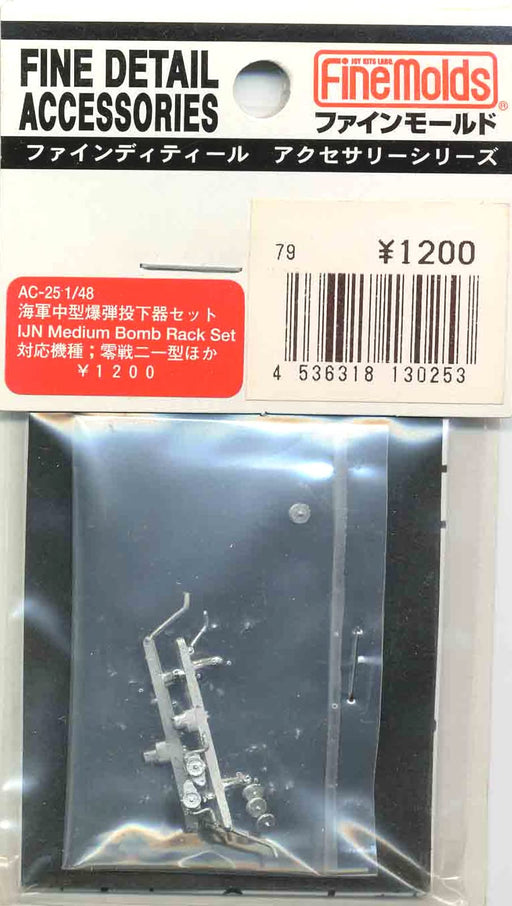 FINE DETAIL
ACCESSORIES
JOY KITS LABO.
FineMolds®
ファインモールド
ファインディティール アクセサリーシリーズ
79 ¥1200
4 536318 130253
AC-25 1/48
海軍中型爆弾投下器セット
IJN Medium Bomb Rack Set
対応機種；零戦二一型ほか
¥1200